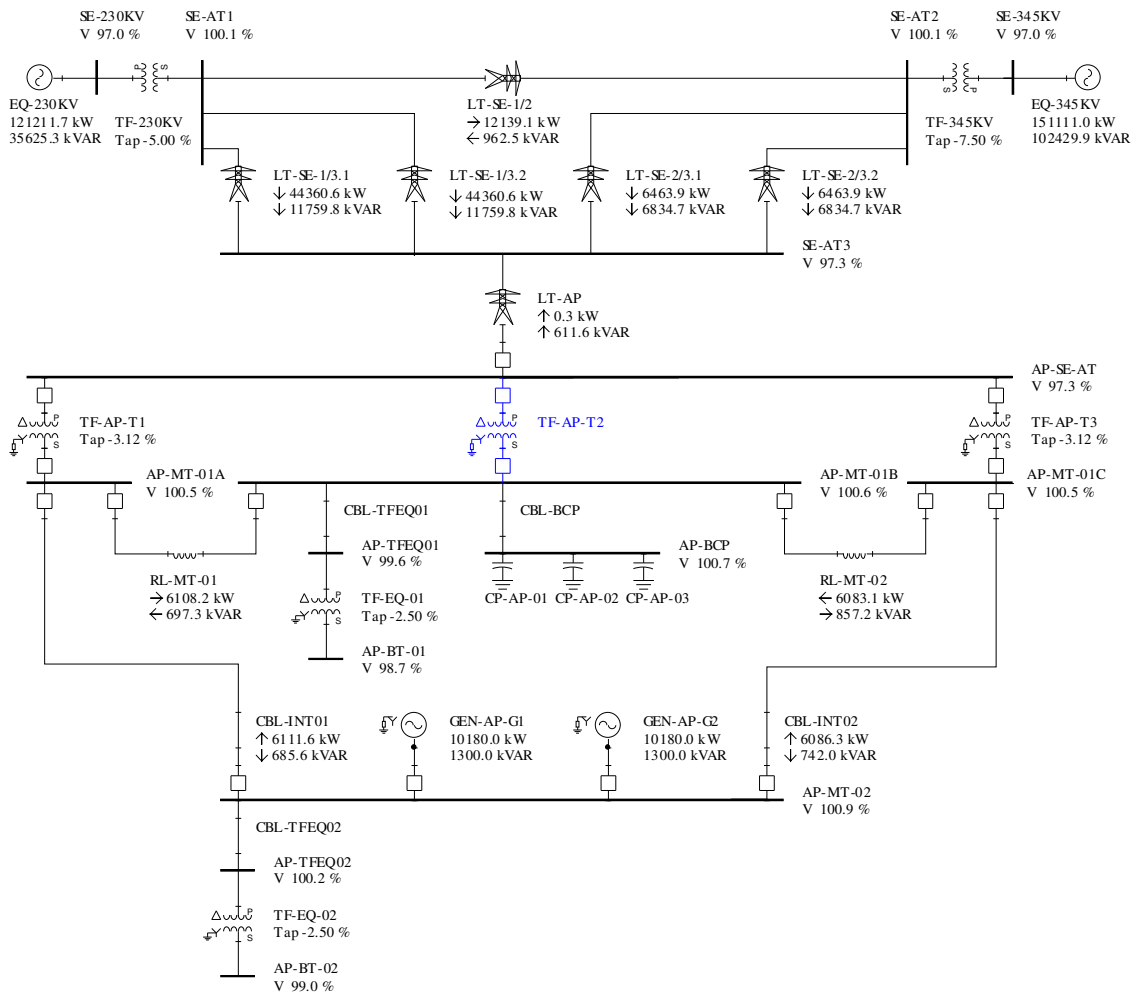 SE-230KV
V 97.0 %
SE-AT1
V 100.1 %
SE-AT2
V 100.1 %
SE-345KV
V 97.0 %
P
S
S
P
EQ-230KV
121211.7 kW
35625.3 kVAR
TF-230KV
Tap -5.00 %
LT-SE-1/2
→ 12139.1 kW
← 962.5 kVAR
TF-345KV
Tap -7.50 %
EQ-345KV
151111.0 kW
102429.9 kVAR
LT-SE-1/3.1
↓ 44360.6 kW
↓ 11759.8 kVAR
LT-SE-1/3.2
↓ 44360.6 kW
↓ 11759.8 kVAR
LT-SE-2/3.1
↓ 6463.9 kW
↓ 6834.7 kVAR
LT-SE-2/3.2
↓ 6463.9 kW
↓ 6834.7 kVAR
SE-AT3
V 97.3 %
LT-AP
↑ 0.3 kW
↑ 611.6 kVAR
AP-SE-AT
V 97.3 %
P
S
TF-AP-T1
Tap -3.12 %
P
S
TF-AP-T2
P
S
TF-AP-T3
Tap -3.12 %
AP-MT-01A
V 100.5 %
AP-MT-01B
V 100.6 %
AP-MT-01C
V 100.5 %
CBL-TFEQ01
CBL-BCP
AP-TFEQ01
V 99.6 %
AP-BCP
V 100.7 %
RL-MT-01
→ 6108.2 kW
← 697.3 kVAR
P
S
TF-EQ-01
Tap -2.50 %
CP-AP-01
CP-AP-02
CP-AP-03
RL-MT-02
← 6083.1 kW
→ 857.2 kVAR
AP-BT-01
V 98.7 %
CBL-INT01
↑ 6111.6 kW
↓ 685.6 kVAR
GEN-AP-G1
10180.0 kW
1300.0 kVAR
GEN-AP-G2
10180.0 kW
1300.0 kVAR
CBL-INT02
↑ 6086.3 kW
↓ 742.0 kVAR
AP-MT-02
V 100.9 %
CBL-TFEQ02
AP-TFEQ02
V 100.2 %
P
S
TF-EQ-02
Tap -2.50 %
AP-BT-02
V 99.0 %